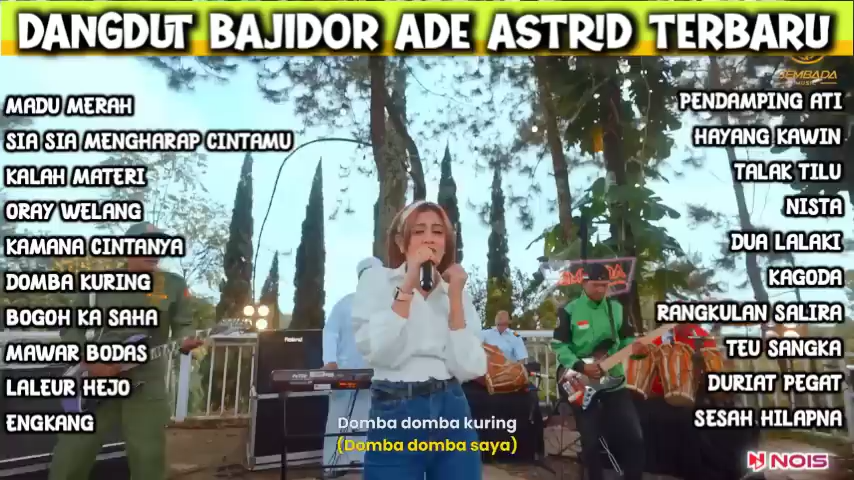 DANGDUT BAJIDOR ADE ASTRID TERBARU
SEMBADA
MUSIC
MADU MERAH
SIA SIA MENGHARAP CINTAMU
KALAH MATERI
ORAY WELANG
KAMANA CINTANYA
DOMBA KURING
BOGOH KA SAHA
MAWAR BODAS
LALEUR HEJO
ENGKANG
PENDAMPING ATI
HAYANG KAWIN
TALAK TILU
NISTA
DUA LALAKI
KAGODA
RANGKULAN SALIRA
TEU SANGKA
DURIAT PEGAT
SESAH HILAPNA
Roland
Domba domba kuring
(Domba domba saya)
NOIS